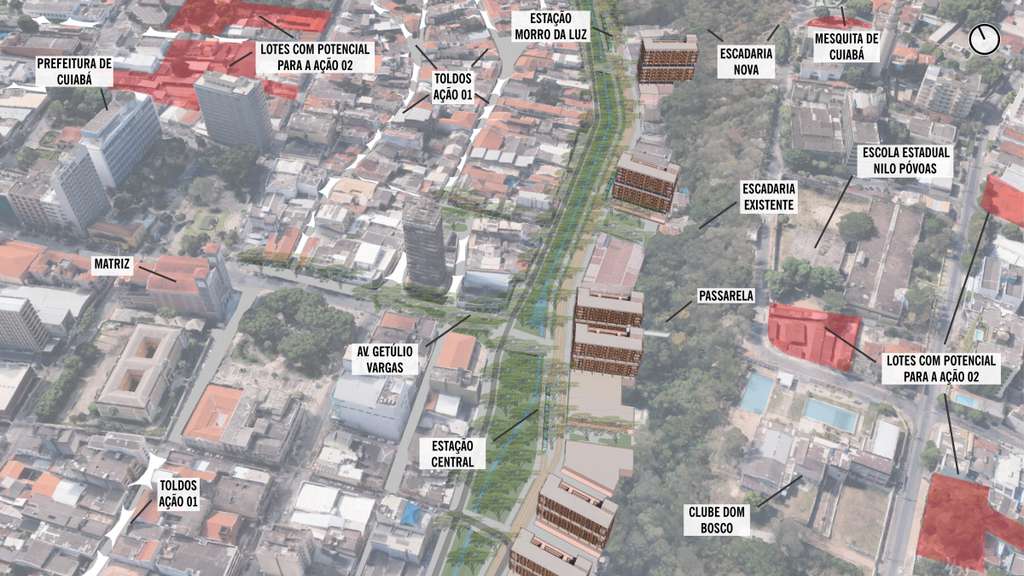 ESTAÇÃO
MORRO DA LUZ
MESQUITA DE
CUIABÁ
LOTES COM POTENCIAL
PARA A AÇÃO 02
ESCADARIA
NOVA
PREFEITURA DE
CUIABÁ
TOLDOS
AÇÃO 01
ESCOLA ESTADUAL
NILO PÓVOAS
ESCADARIA
EXISTENTE
MATRIZ
PASSARELA
AV. GETÚLIO
VARGAS
LOTES COM POTENCIAL
PARA A AÇÃO 02
ESTAÇÃO
CENTRAL
TOLDOS
AÇÃO 01
CLUBE DOM
BOSCO